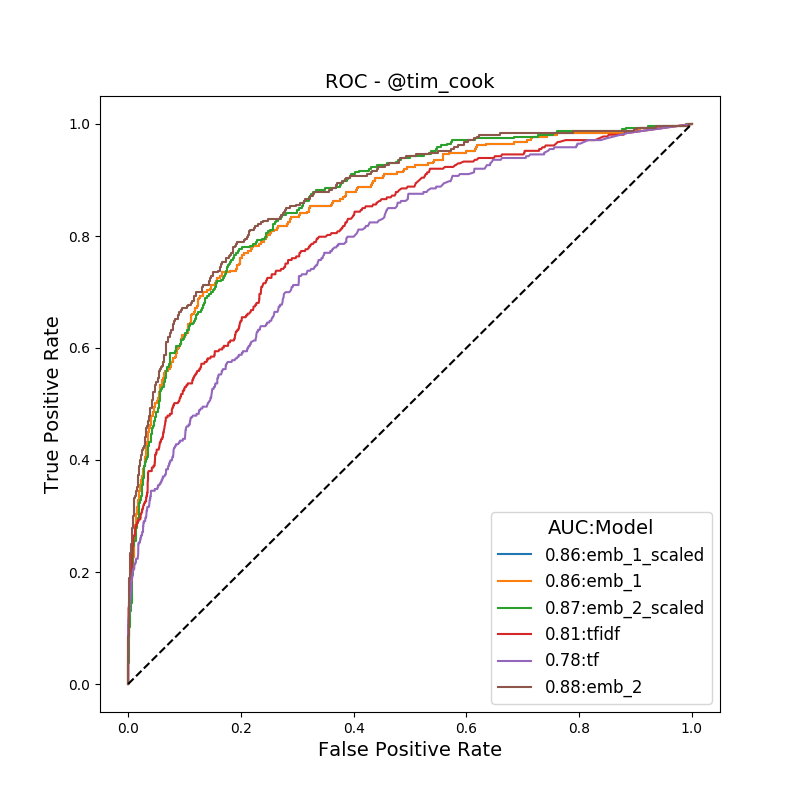 ROC - @tim_cook
True Positive Rate
1.0
0.8
0.6
0.4
0.2
0.0
AUC:Model
0.86:emb_1_scaled
0.86:emb_1
0.87:emb_2_scaled
0.81:tfidf
0.78:tf
0.88:emb_2
0.0 0.2 0.4 0.6 0.8 1.0
False Positive Rate